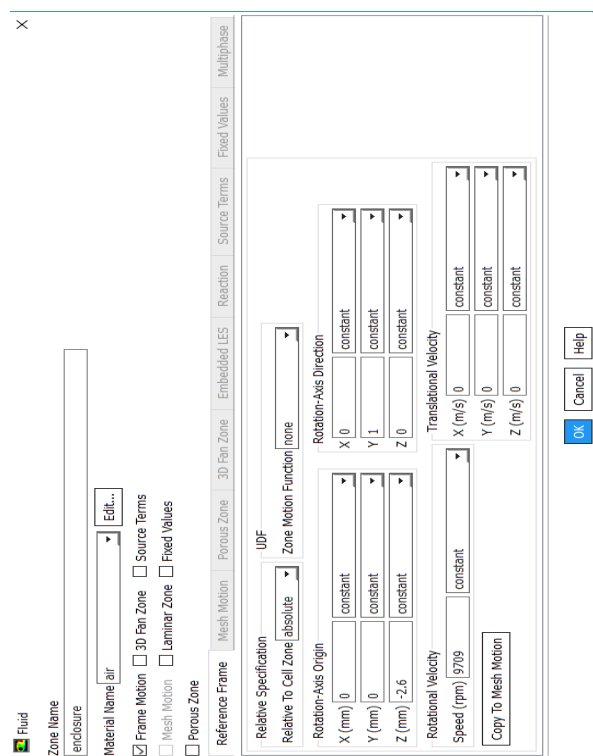 Fluid
Zone Name
enclosure
Material Name air Edit...
Frame Motion 3D Fan Zone Source Terms
Mesh Motion Laminar Zone Fixed Values
Porous Zone
Reference Frame Mesh Motion Porous Zone 3D Fan Zone Embedded LES Reaction Source Terms Fixed Values Multiphase
Relative Specification UDF
Relative To Cell Zone absolute Zone Motion Function none
Rotation-Axis Origin Rotation-Axis Direction
X (mm) 0 constant X 0 constant
Y (mm) 0 constant Y 1 constant
Z (mm) -2.6 constant Z 0 constant
Rotational Velocity Translational Velocity
Speed (rpm) 9709 constant X (m/s) 0 constant
Y (m/s) 0 constant
Copy To Mesh Motion Z (m/s) 0 constant
OK Cancel Help